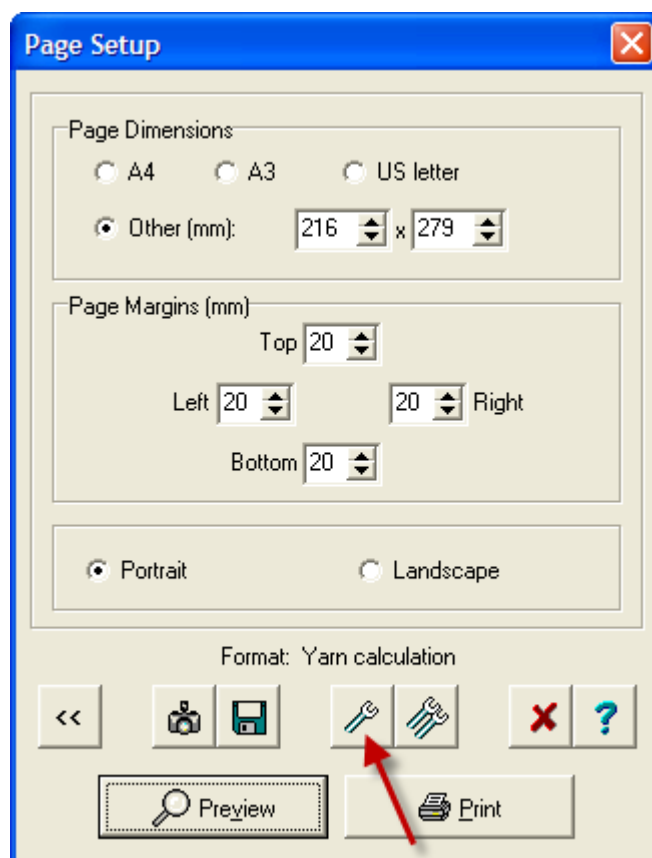 Page Setup
Page Dimensions
A4 A3 US letter
Other (mm): 216 x 279
Page Margins (mm)
Top 20
Left 20 20 Right
Bottom 20
Portrait Landscape
Format: Yarn calculation
<< ?
Preview Print